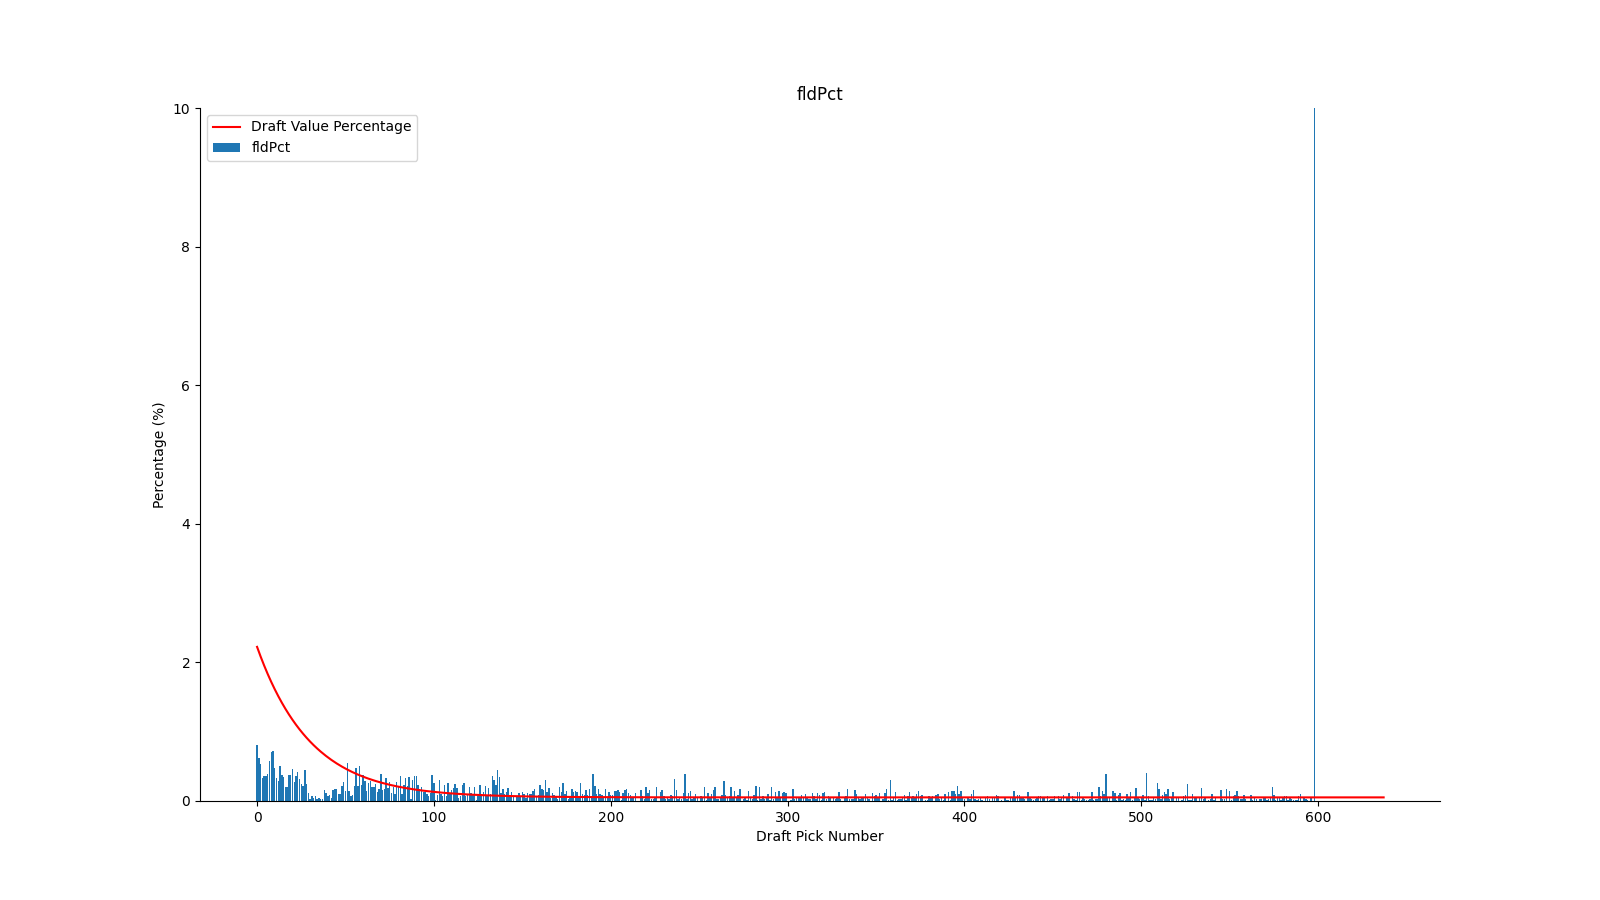 fldPct
10
8
6
4
2
0
Percentage (%)
Draft Value Percentage
fldPct
0 100 200 300 400 500 600
Draft Pick Number